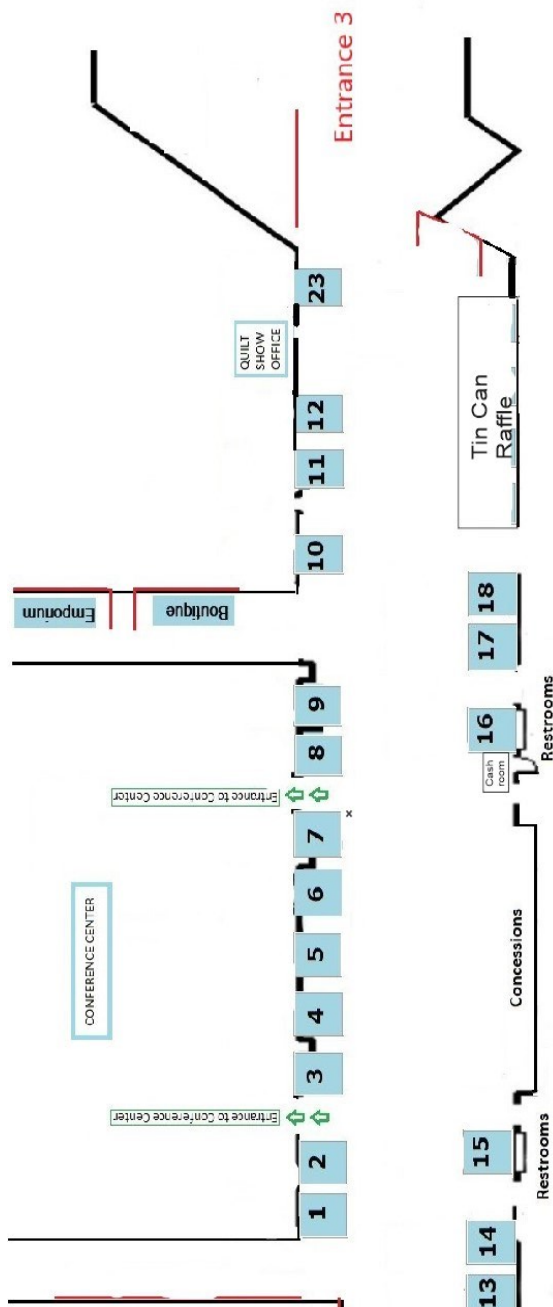 Entrance 3
23
QUILT
SHOW
OFFICE
12
11
10
Tin Can
Raffle
Emporium
Boutique
18
17
16
Cash
room
Restrooms
9
8
Entrance to Conference Center
7
x
6
5
4
3
CONFERENCE CENTER
Concessions
Entrance to Conference Center
2
1
15
Restrooms
14
13